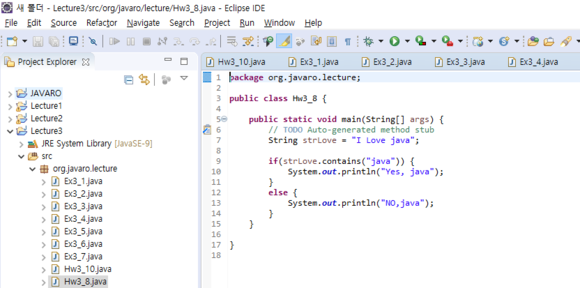 새 폴더 - Lecture3/src/org/javaro/lecture/Hw3_8.java - Eclipse IDE
File Edit Source Refactor Navigate Search Project Run Window Help
Project Explorer
JAVARO
Lecture1
Lecture2
Lecture3
JRE System Library [JavaSE-9]
src
org.javaro.lecture
Ex3_1.java
Ex3_2.java
Ex3_3.java
Ex3_4.java
Ex3_5.java
Ex3_6.java
Ex3_7.java
Hw3_10.java
Hw3_8.java
Hw3_10.java Ex3_1.java Ex3_2.java Ex3_3.java Ex3_4.java
1 package org.javaro.lecture;
2
3 public class Hw3_8 {
4
5 public static void main(String[] args) {
6 // TODO Auto-generated method stub
7 String strLove = "I Love java";
8
9 if(strLove.contains("java")) {
10 System.out.println("Yes, java");
11 }
12 else {
13 System.out.println("NO,java");
14 }
15 }
16
17 }
18